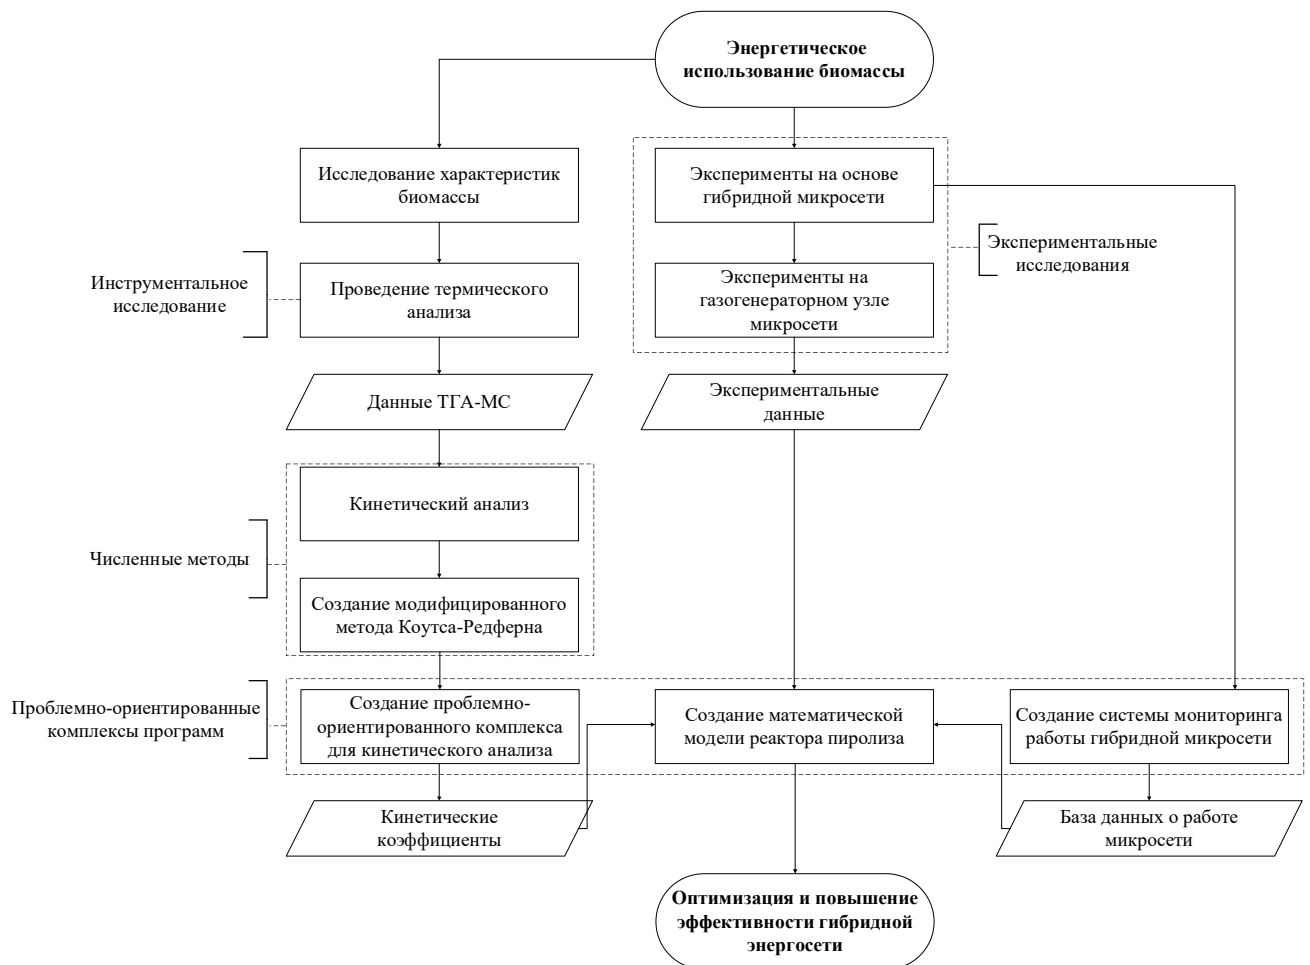 Энергетическое
использование биомассы
Исследование характеристик
биомассы
Эксперименты на основе
гибридной микросети
Экспериментальные
исследования
Инструментальное
исследование
Проведение термического
анализа
Эксперименты на
газогенераторном узле
микросети
Данные ТГА-МС
Экспериментальные
данные
Кинетический анализ
Численные методы
Создание модифицированного
метода Коутса-Редферна
Проблемно-ориентированные
комплексы программ
Создание проблемно-
ориентированного комплекса
для кинетического анализа
Создание математической
модели реактора пиролиза
Создание системы мониторинга
работы гибридной микросети
Кинетические
коэффициенты
База данных о работе
микросети
Оптимизация и повышение
эффективности гибридной
энергосети